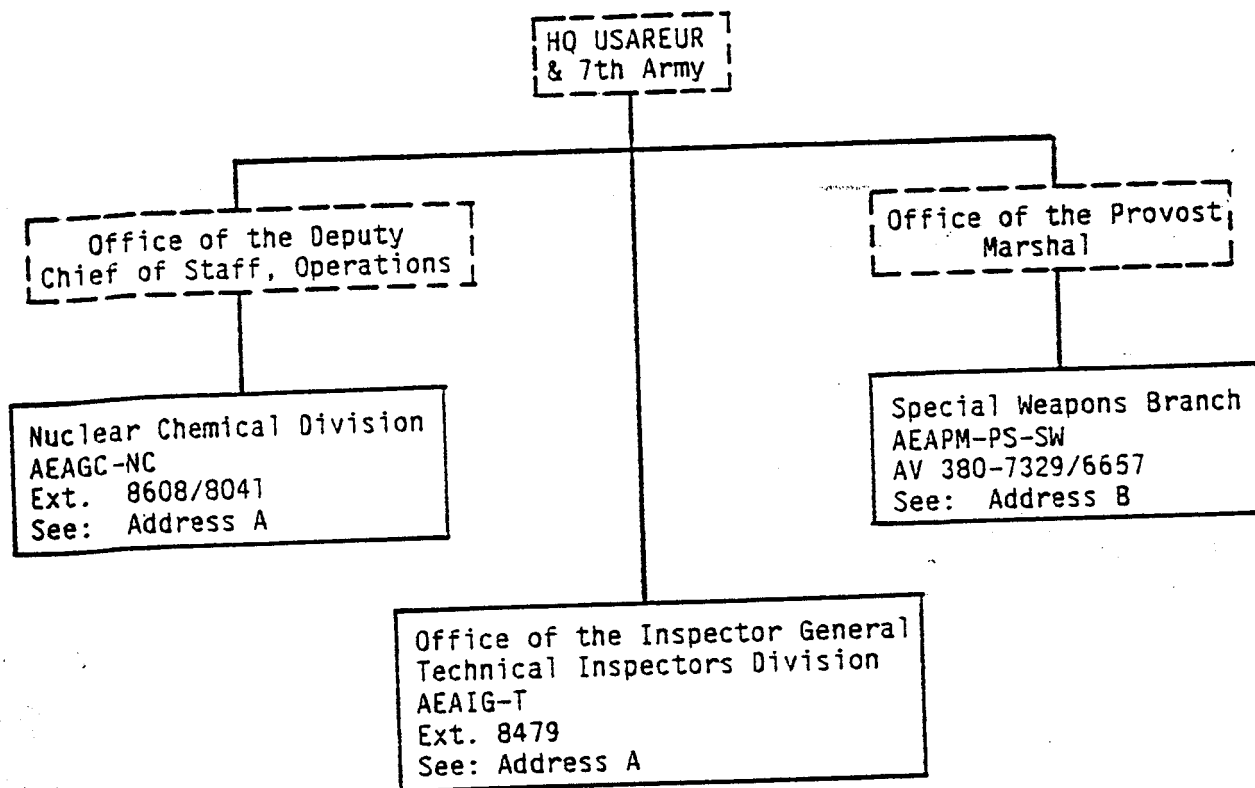 HQ USAREUR
& 7th Army
Office of the Deputy
Chief of Staff, Operations
Office of the Provost
Marshal
Nuclear Chemical Division
AEAGC-NC
Ext. 8608/8041
See: Address A
Special Weapons Branch
AEAPM-PS-SW
AV 380-7329/6657
See: Address B
Office of the Inspector General
Technical Inspectors Division
AEAIG-T
Ext. 8479
See: Address A